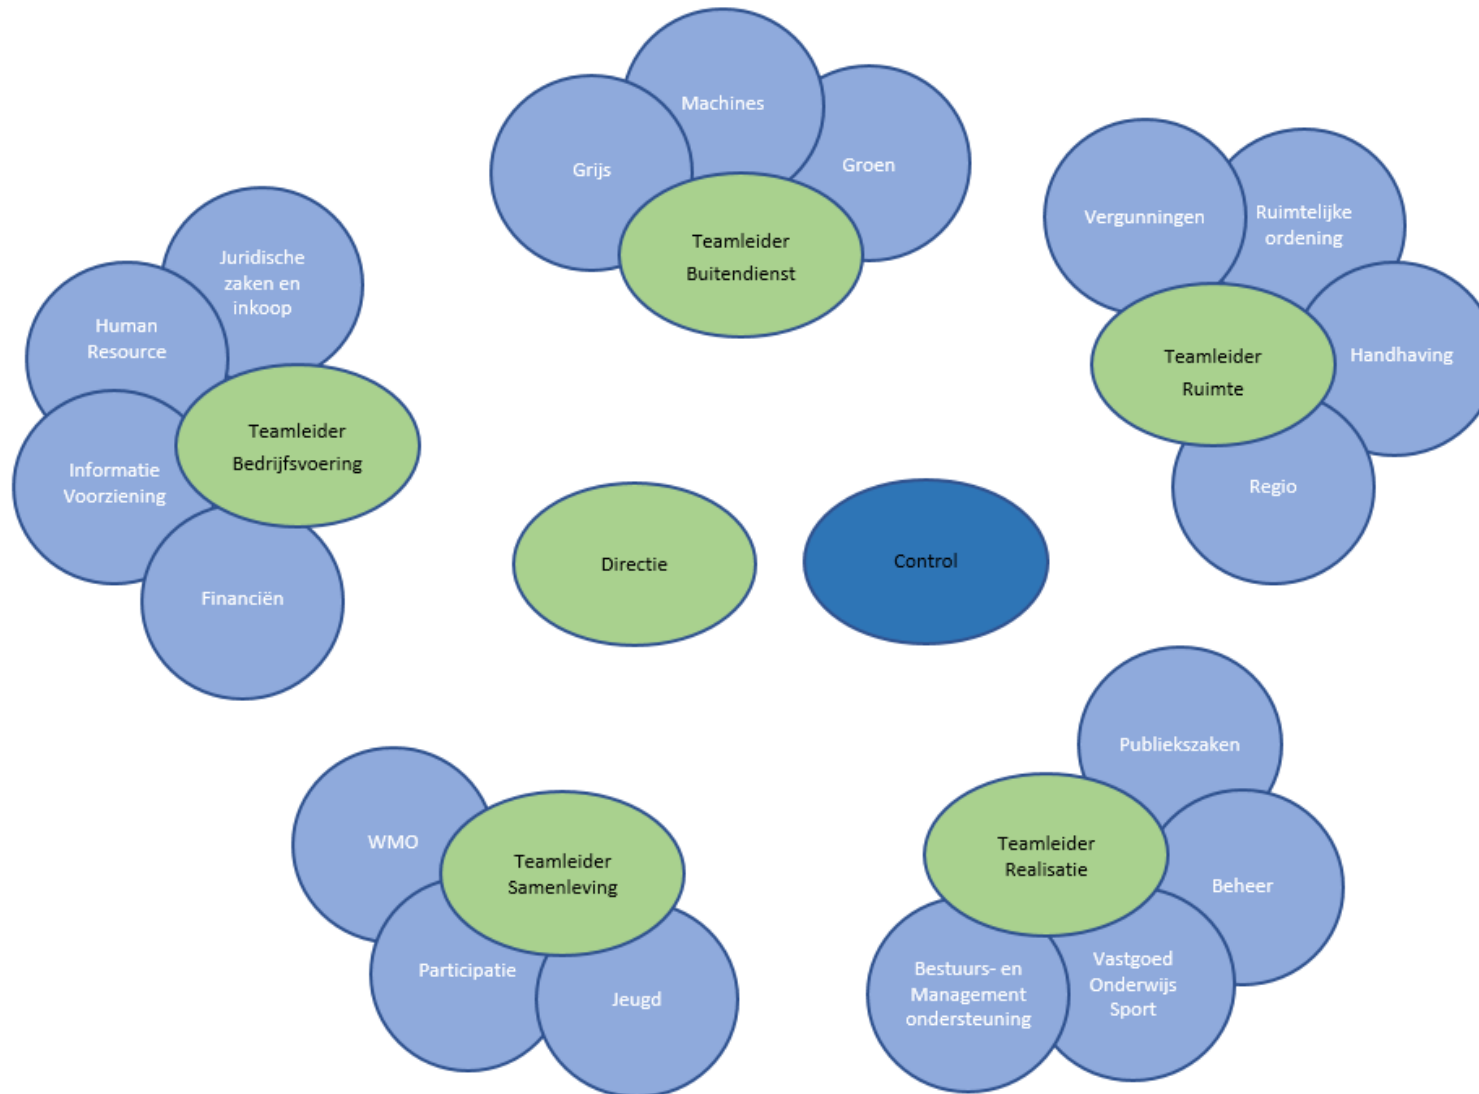 Machines
Grijs
Groen
Teamleider
Buitendienst
Vergunningen
Ruimtelijke
ordening
Handhaving
Teamleider
Ruimte
Regio
Juridische
zaken en
inkoop
Human
Resource
Teamleider
Bedrijfsvoering
Informatie
Voorziening
Financiën
Directie
Control
Publiekszaken
Teamleider
Realisatie
Beheer
Vastgoed
Onderwijs
Sport
Bestuurs- en
Management
ondersteuning
WMO
Teamleider
Samenleving
Participatie
Jeugd